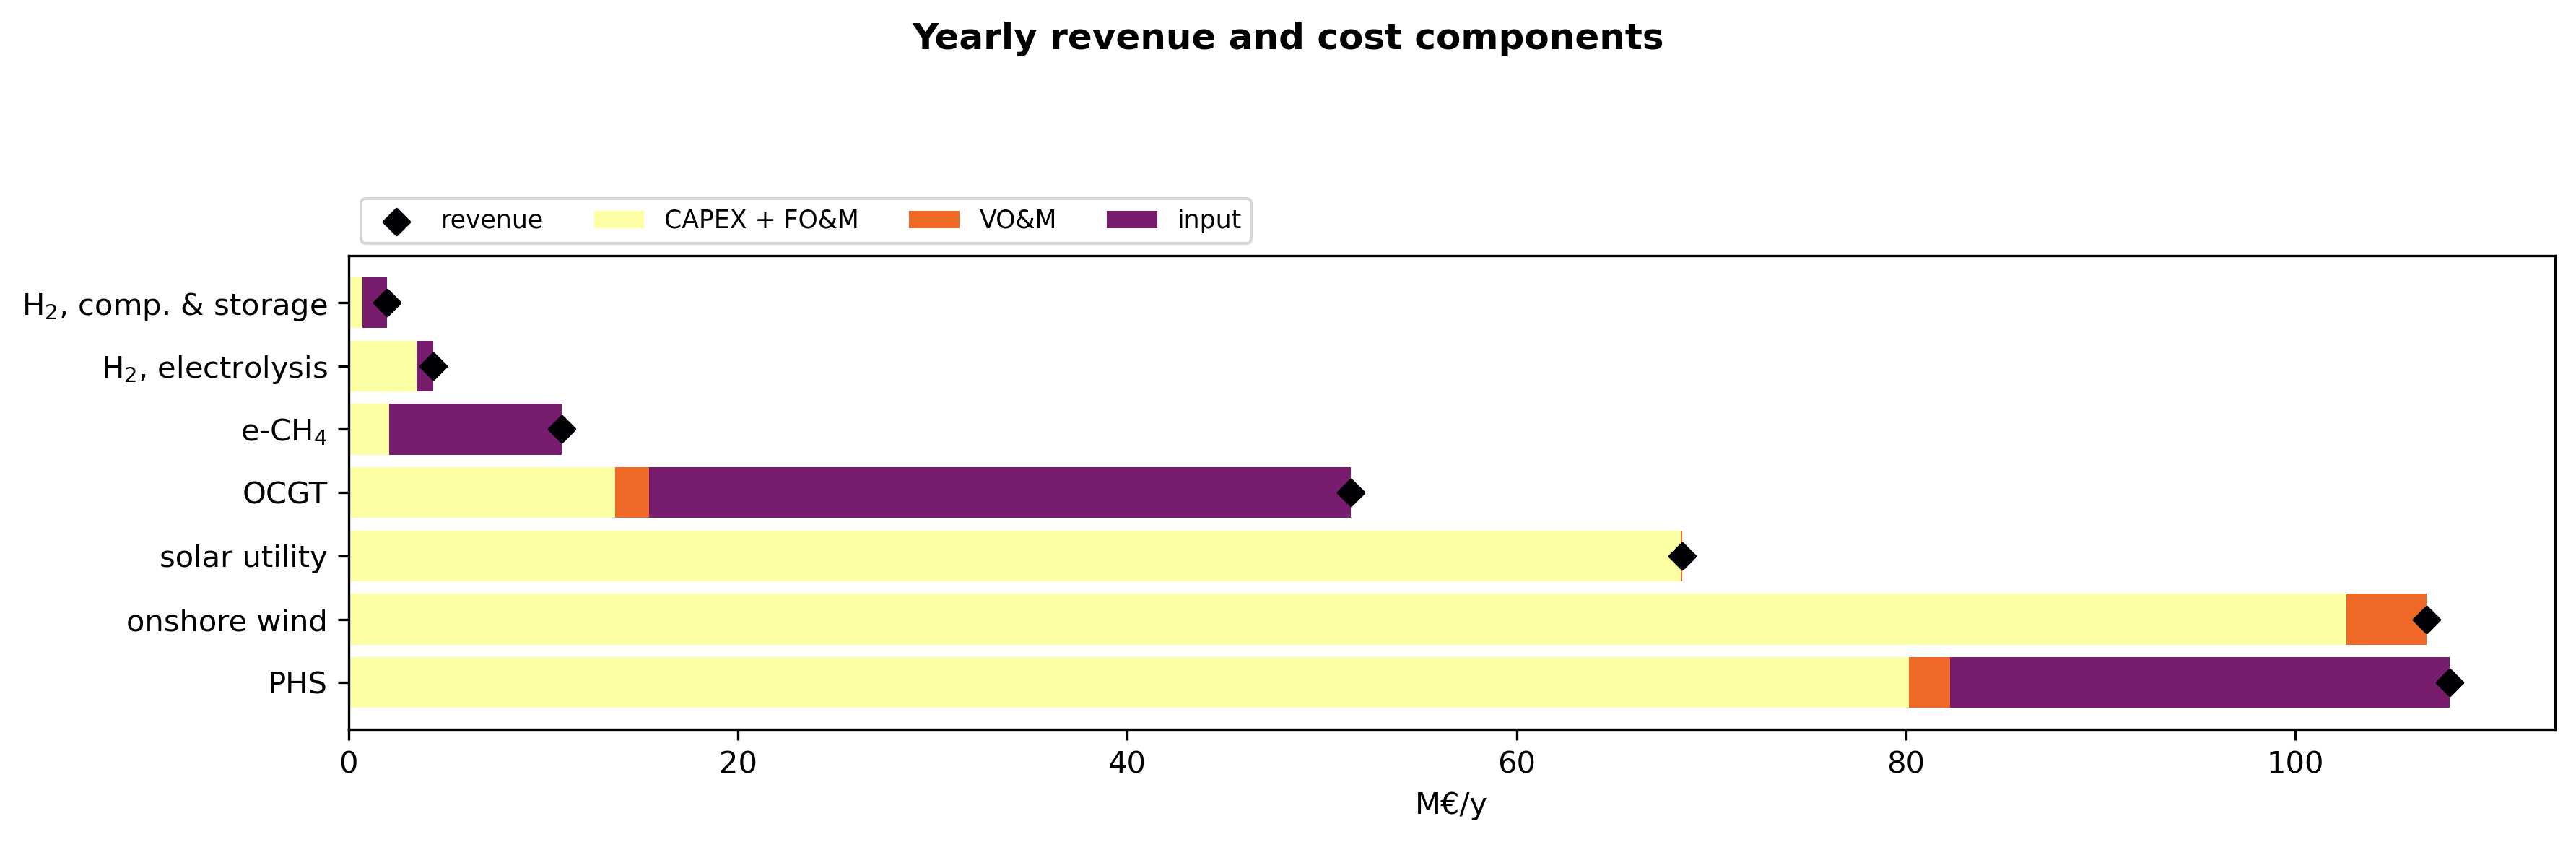 Yearly revenue and cost components
revenue CAPEX + FO&M VO&M input
H₂, comp. & storage
H₂, electrolysis
e-CH₄
OCGT
solar utility
onshore wind
PHS
0 20 40 60 80 100
M€/y